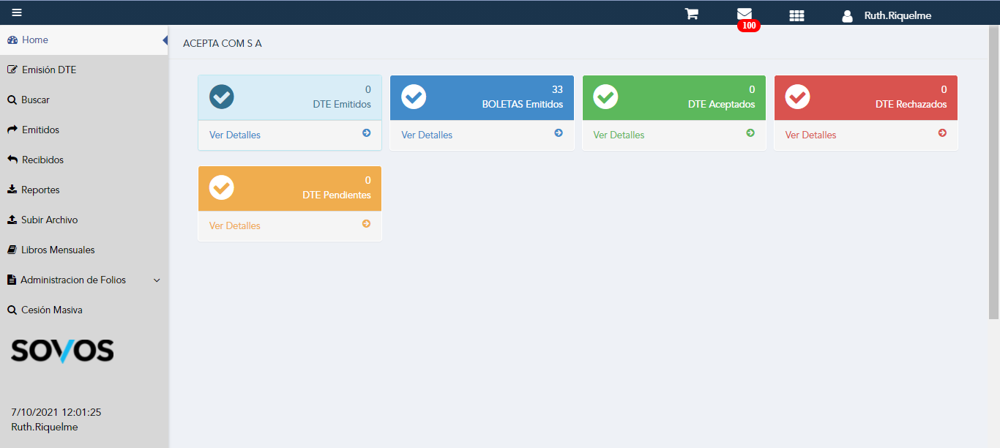 100
Ruth.Riquelme
Home
Emisión DTE
Buscar
Emitidos
Recibidos
Reportes
Subir Archivo
Libros Mensuales
Administracion de Folios
Cesión Masiva
SOVOS
7/10/2021 12:01:25
Ruth.Riquelme
ACEPTA COM S A
0
DTE Emitidos
Ver Detalles
33
BOLETAS Emitidos
Ver Detalles
0
DTE Aceptados
Ver Detalles
0
DTE Rechazados
Ver Detalles
0
DTE Pendientes
Ver Detalles